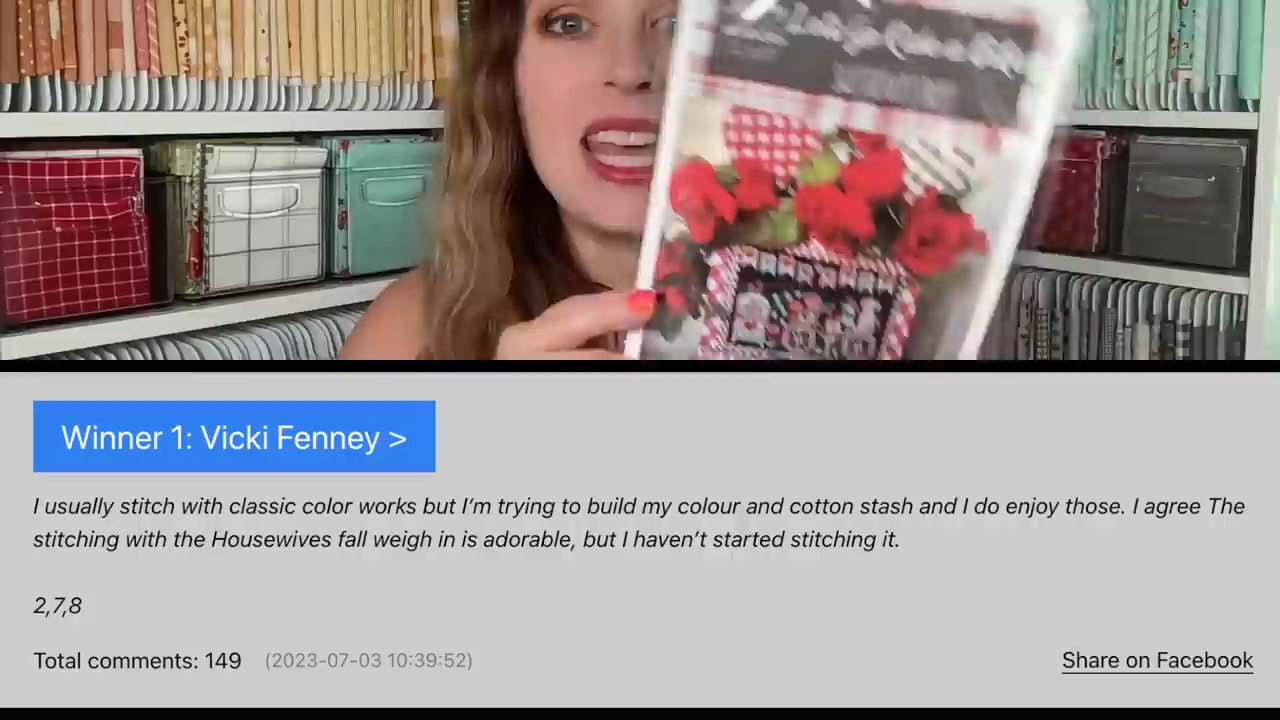 Winner 1: Vicki Fenney >
I usually stitch with classic color works but I'm trying to build my colour and cotton stash and I do enjoy those. I agree The
stitching with the Housewives fall weigh in is adorable, but I haven't started stitching it.
2,7,8
Total comments: 149 (2023-07-03 10:39:52)
Share on Facebook